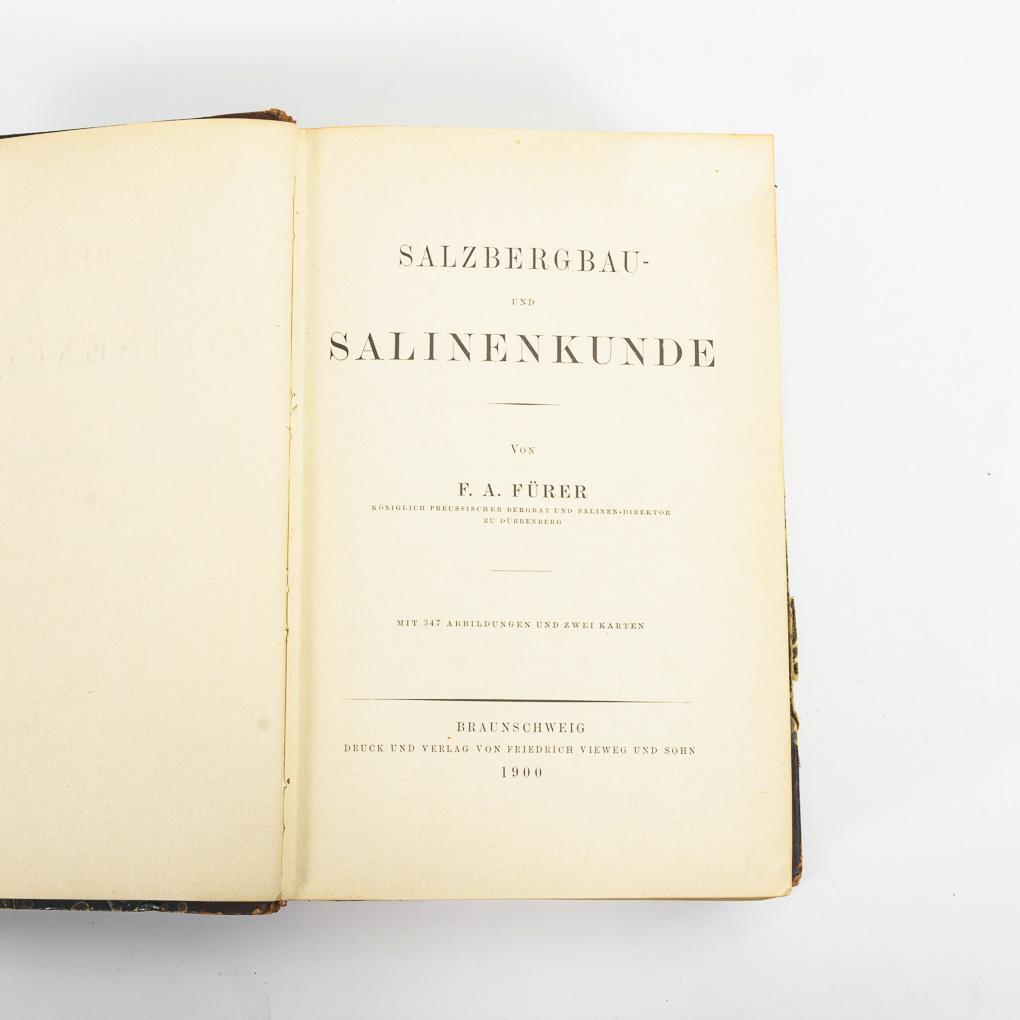 SALZBERGBAU-
UND
SALINENKUNDE
VON
F. A. FÜRER
KÖNIGLICH PREUSSISCHER BERGRAT UND SALINEN-DIREKTOR
ZU DÜRRENBERG
MIT 347 ABBILDUNGEN UND ZWEI KARTEN
BRAUNSCHWEIG
DRUCK UND VERLAG VON FRIEDRICH VIEWEG UND SOHN
1900